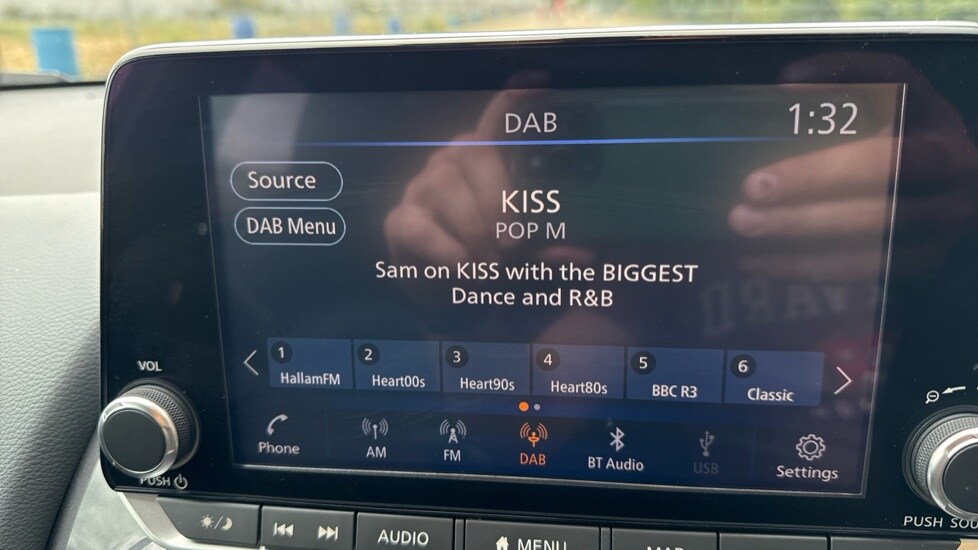 DAB
1:32
Source
KISS
DAB Menu
POP M
Sam on KISS with the BIGGEST
Dance and R&B
1 2 3 4 5 6
HallamFM Heart00s Heart90s Heart80s BBC R3 Classic
VOL
Phone AM FM DAB BT Audio USB Settings
PUSH
PUSH SOU
AUDIO MENU MAP